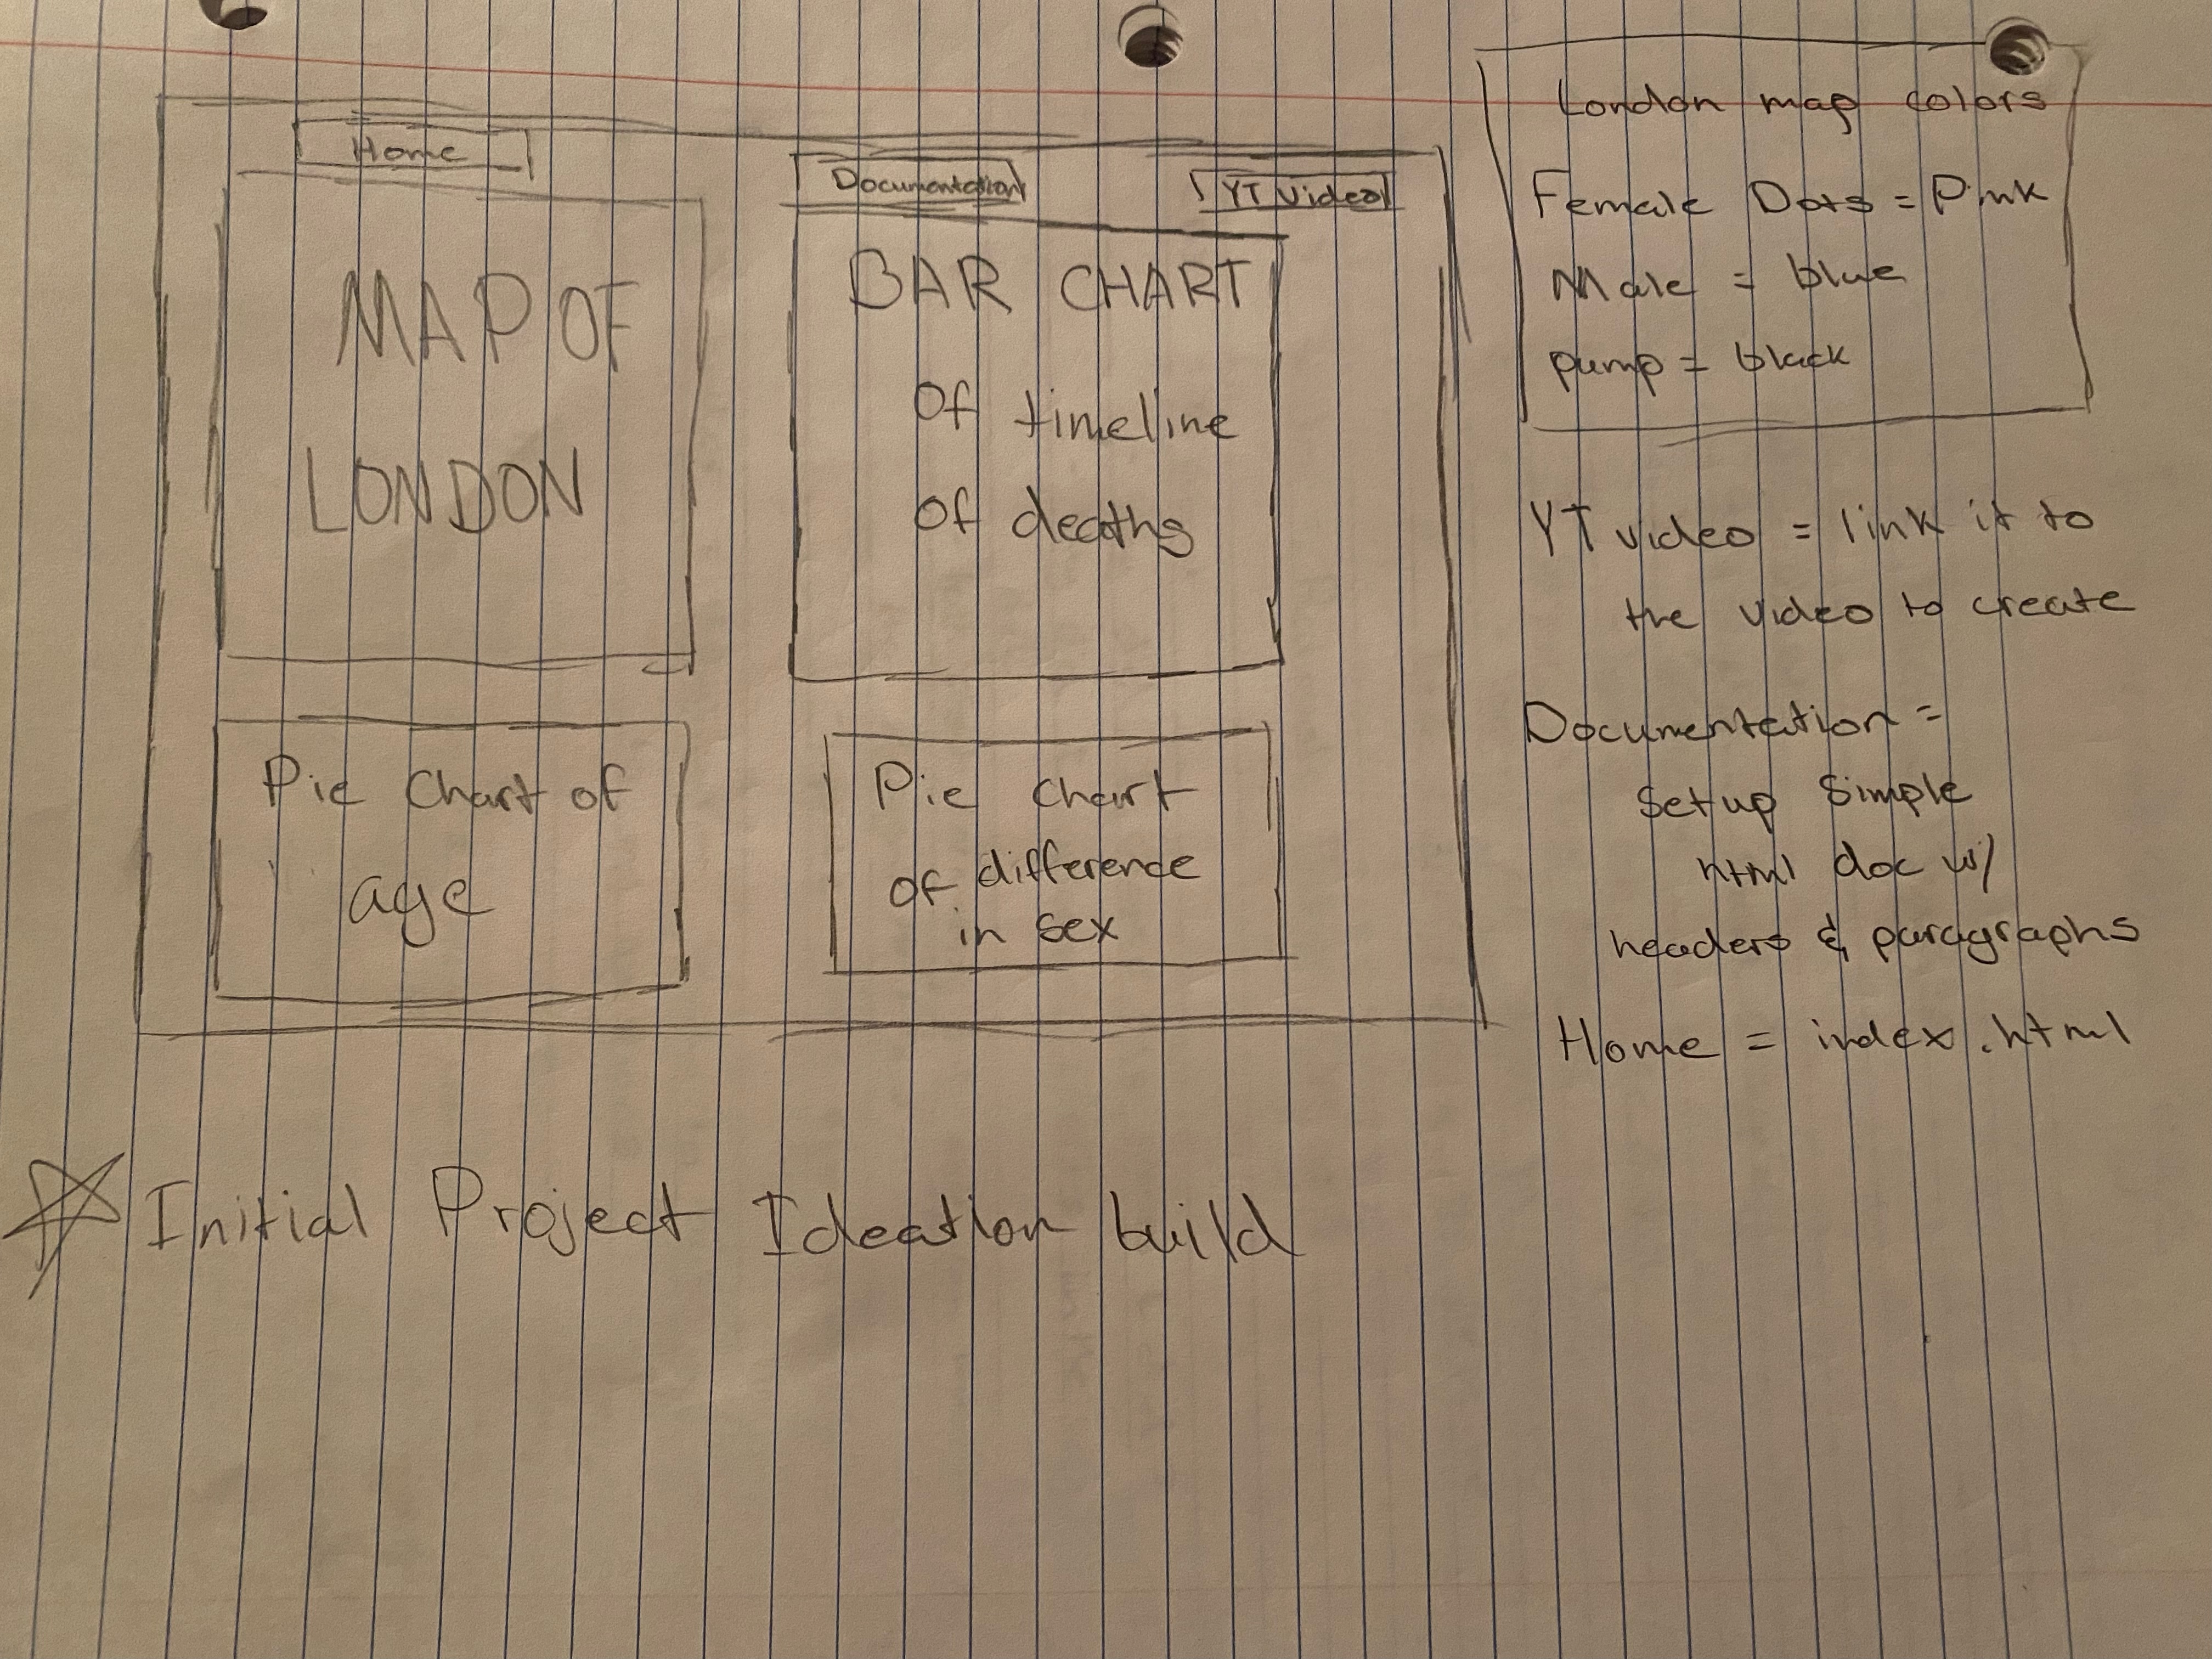 Home
Documentation
YT video
MAP OF
LONDON
BAR CHART
of timeline
of deaths
Pie Chart of
age
Pie chart
of difference
in sex
Initial Project Ideation build
London map colors
Female Dots = Pink
Male = blue
pump = black
YT video = link it to
the video to create
Documentation =
setup simple
html doc w/
headers & paragraphs
Home = index.html